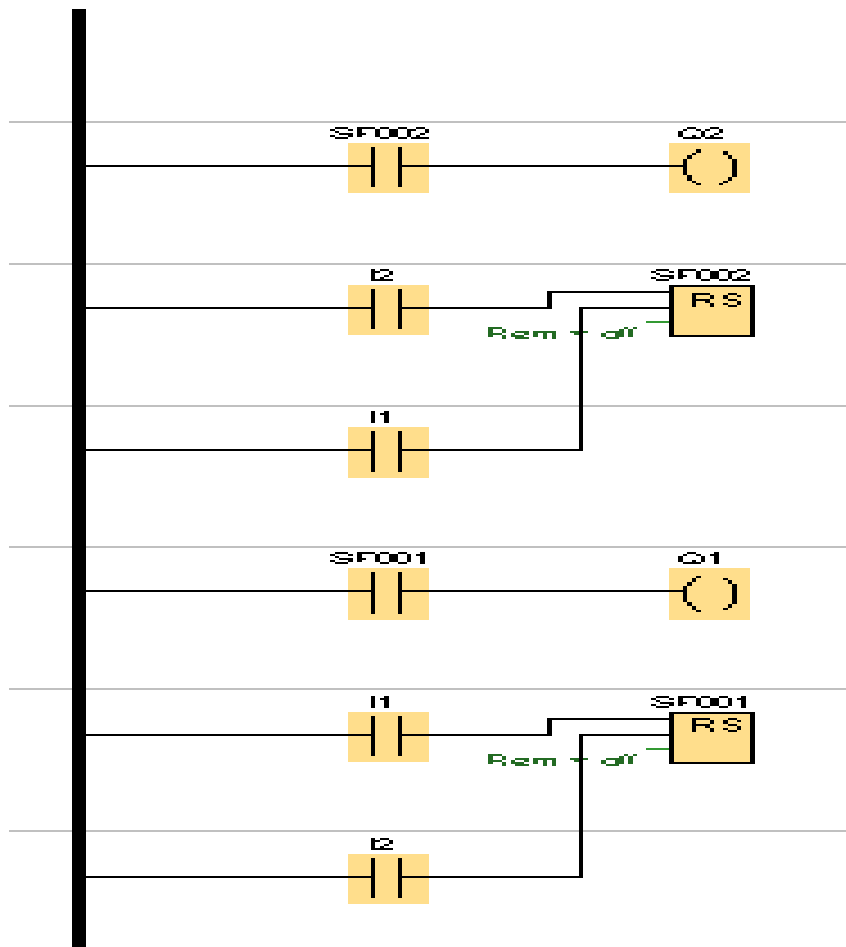 SF002 Q2
I2 SF002
RS
Rem = off
I1
SF001 Q1
I1 SF001
RS
Rem = off
I2